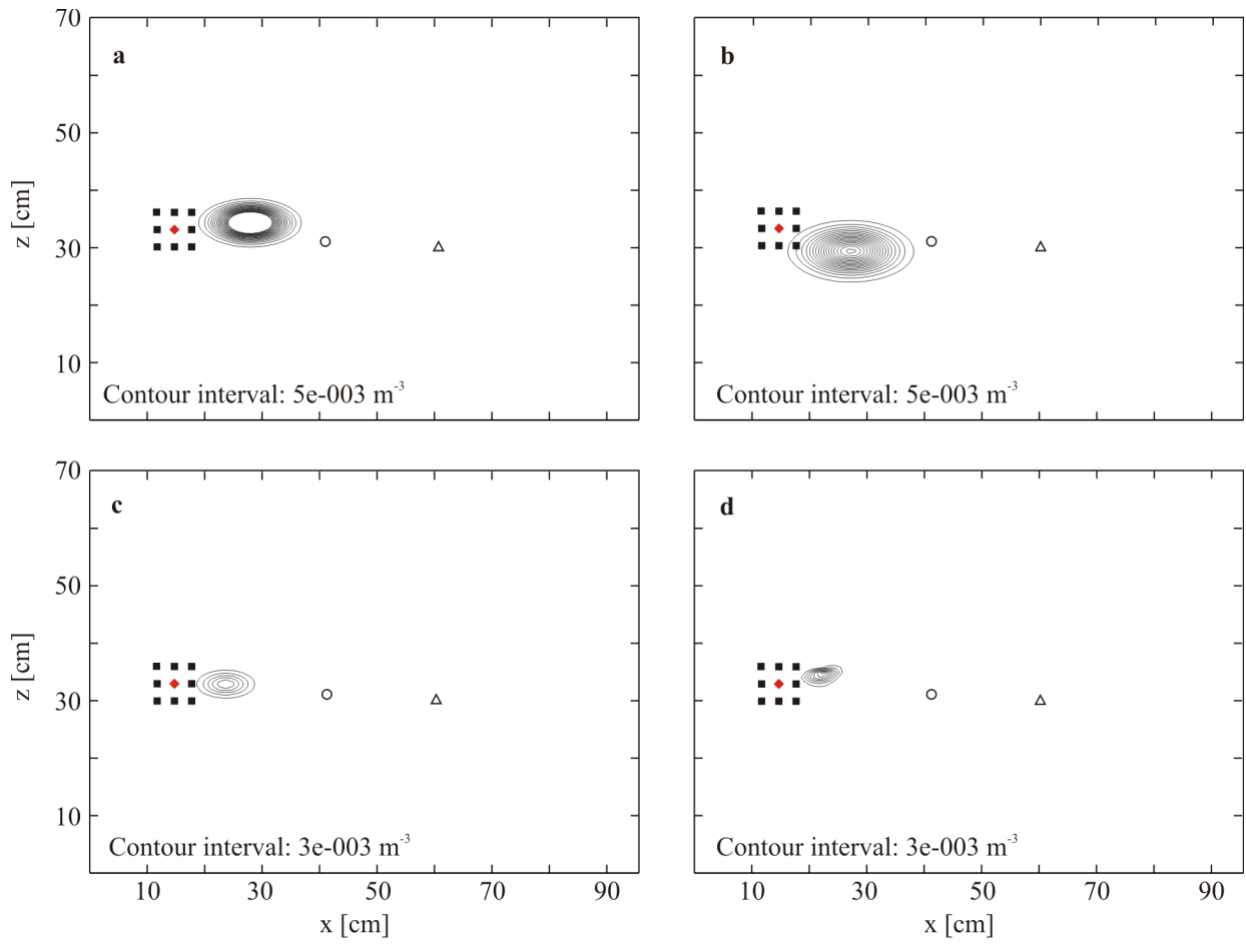 70
50
30
10
z [cm]
a
Contour interval: 5e-003 m⁻³
b
Contour interval: 5e-003 m⁻³
70
50
30
10
z [cm]
c
Contour interval: 3e-003 m⁻³
10 30 50 70 90
x [cm]
d
Contour interval: 3e-003 m⁻³
10 30 50 70 90
x [cm]